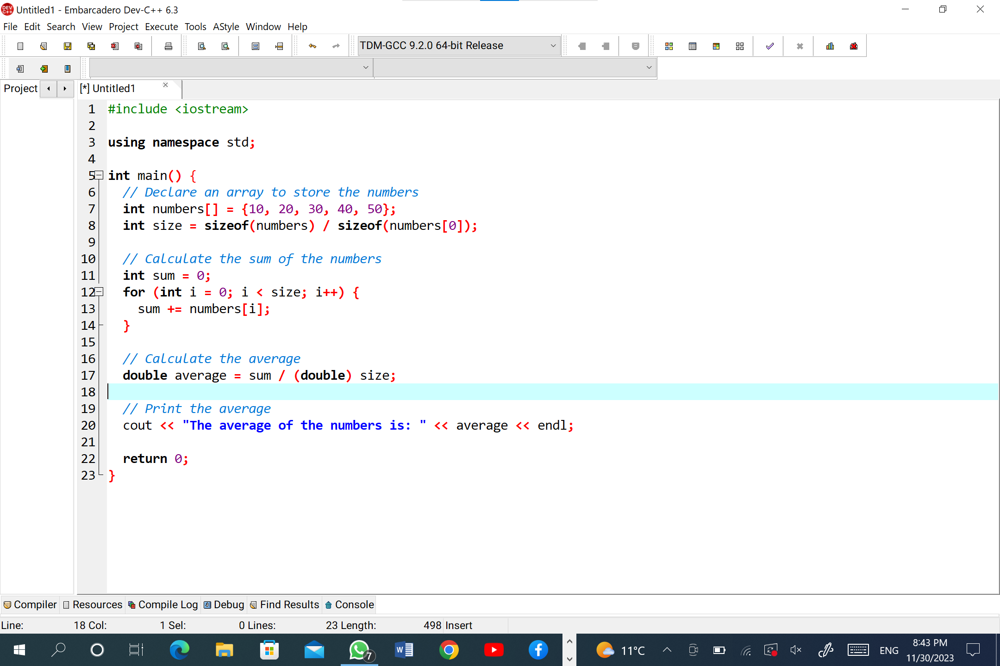 Untitled1 - Embarcadero Dev-C++ 6.3
File Edit Search View Project Execute Tools AStyle Window Help
TDM-GCC 9.2.0 64-bit Release
Project [*] Untitled1
1 #include <iostream>
2
3 using namespace std;
4
5 int main() {
6 // Declare an array to store the numbers
7 int numbers[] = {10, 20, 30, 40, 50};
8 int size = sizeof(numbers) / sizeof(numbers[0]);
9
10 // Calculate the sum of the numbers
11 int sum = 0;
12 for (int i = 0; i < size; i++) {
13 sum += numbers[i];
14 }
15
16 // Calculate the average
17 double average = sum / (double) size;
18
19 // Print the average
20 cout << "The average of the numbers is: " << average << endl;
21
22 return 0;
23 }
Compiler Resources Compile Log Debug Find Results Console
Line: 18 Col: 1 Sel: 0 Lines: 23 Length: 498 Insert
7 11°C ENG 8:43 PM
11/30/2023